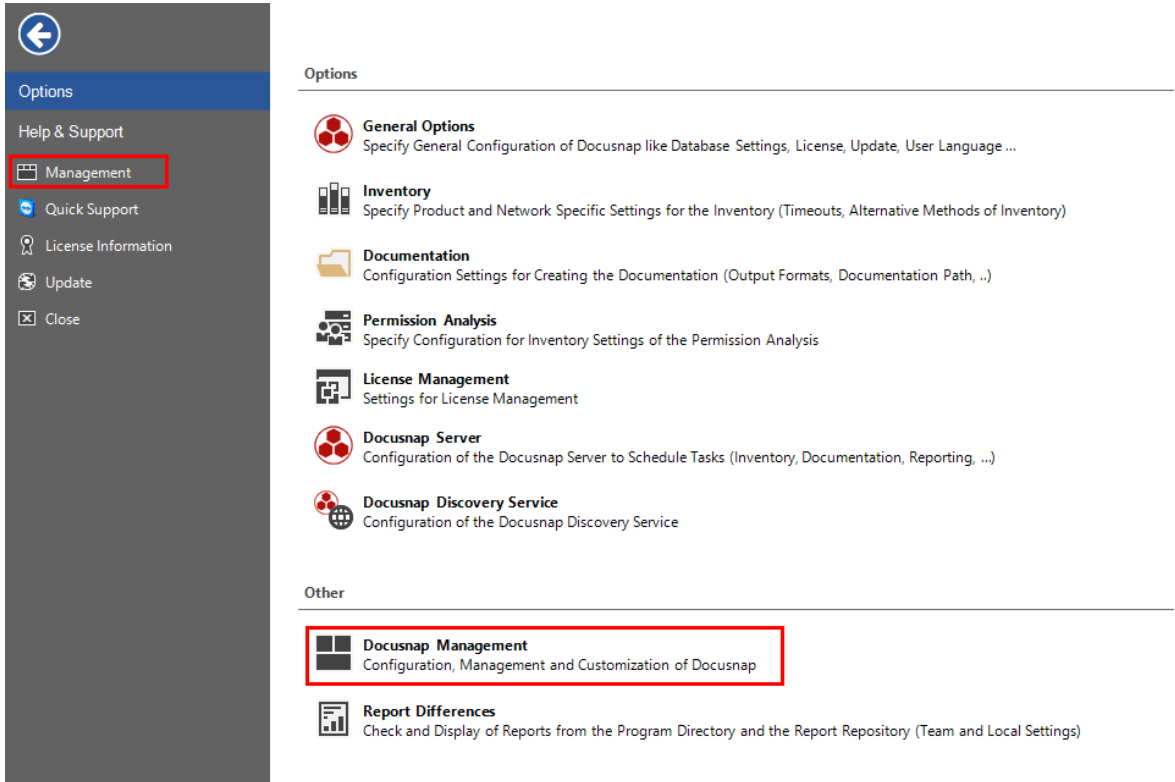 Options
Help & Support
Management
Quick Support
License Information
Update
Close
Options
General Options
Specify General Configuration of Docusnap like Database Settings, License, Update, User Language ...
Inventory
Specify Product and Network Specific Settings for the Inventory (Timeouts, Alternative Methods of Inventory)
Documentation
Configuration Settings for Creating the Documentation (Output Formats, Documentation Path, ..)
Permission Analysis
Specify Configuration for Inventory Settings of the Permission Analysis
License Management
Settings for License Management
Docusnap Server
Configuration of the Docusnap Server to Schedule Tasks (Inventory, Documentation, Reporting, ...)
Docusnap Discovery Service
Configuration of the Docusnap Discovery Service
Other
Docusnap Management
Configuration, Management and Customization of Docusnap
Report Differences
Check and Display of Reports from the Program Directory and the Report Repository (Team and Local Settings)